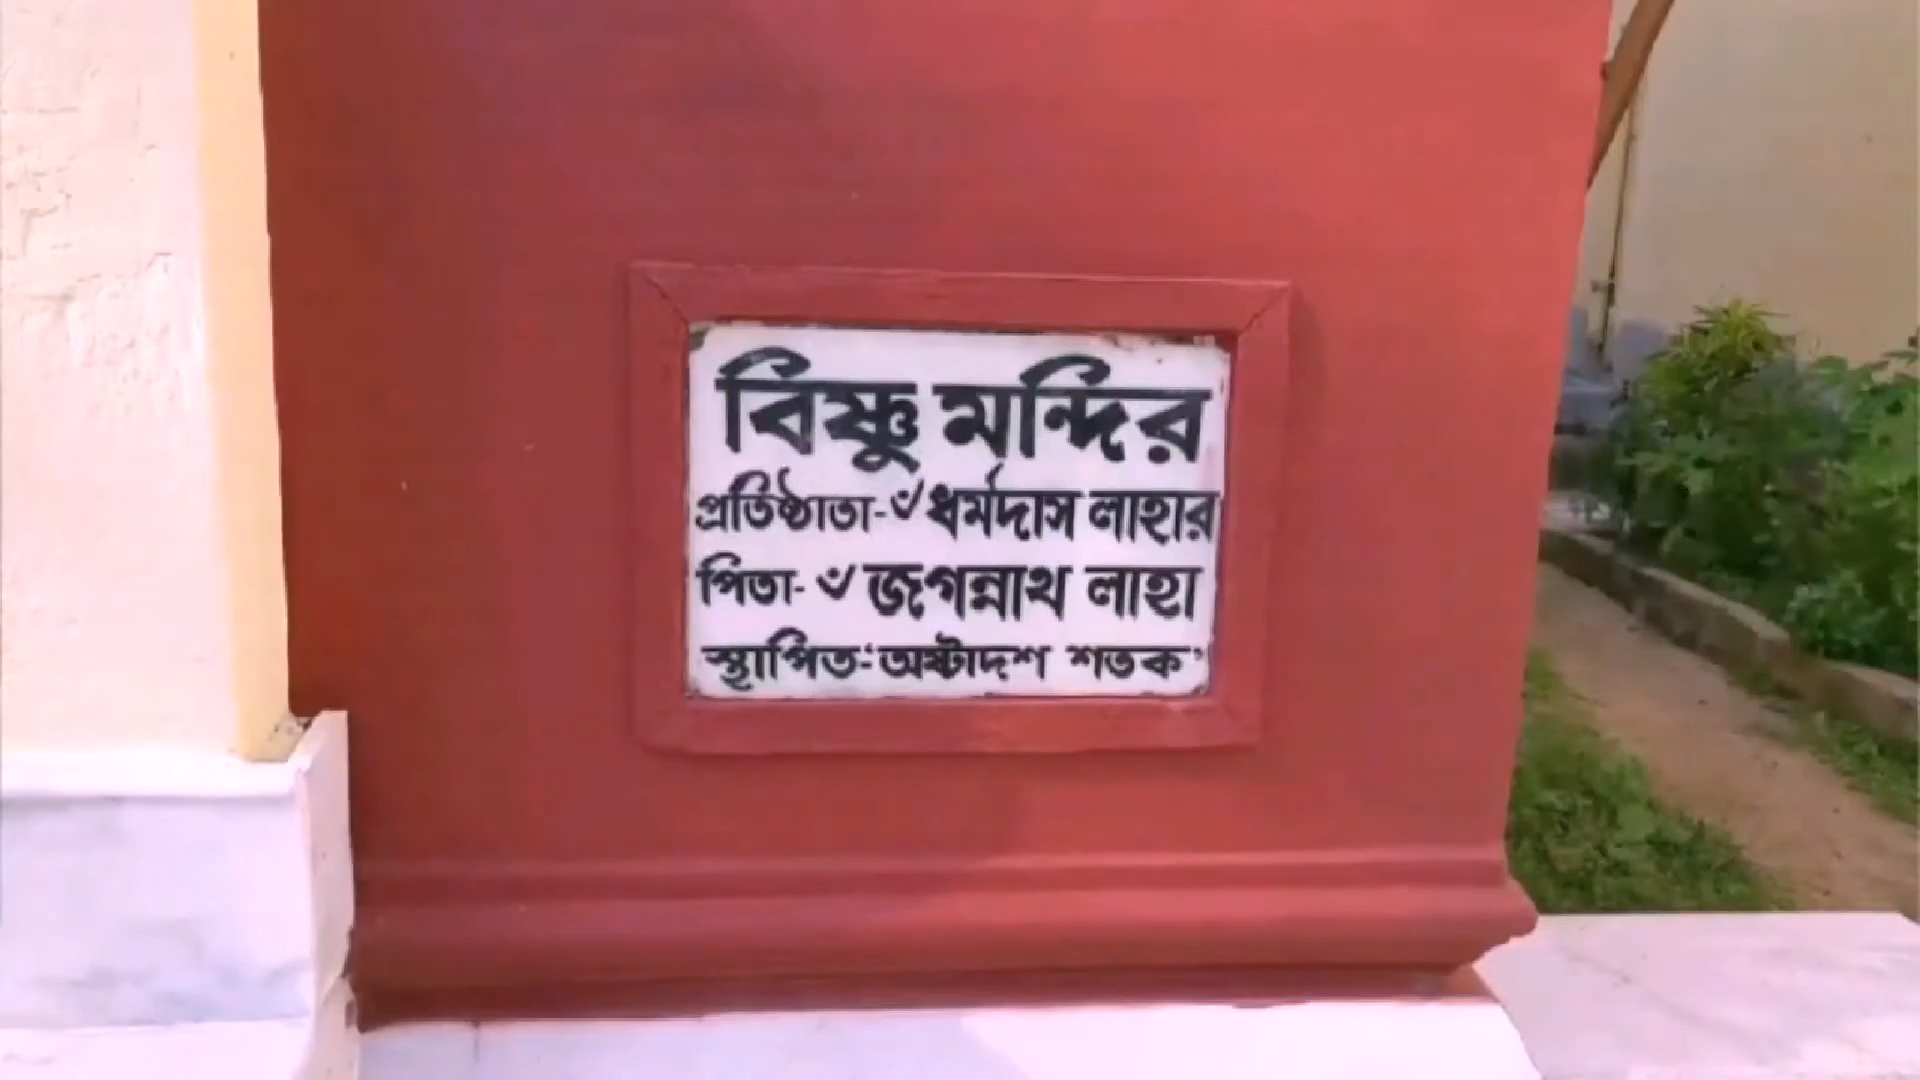 বিষ্ণু মন্দির
প্রতিষ্ঠাতা-ঁধর্মদাস লাহার
পিতা- ঁজগন্নাথ লাহা
স্থাপিত-‘অষ্টাদশ শতক’